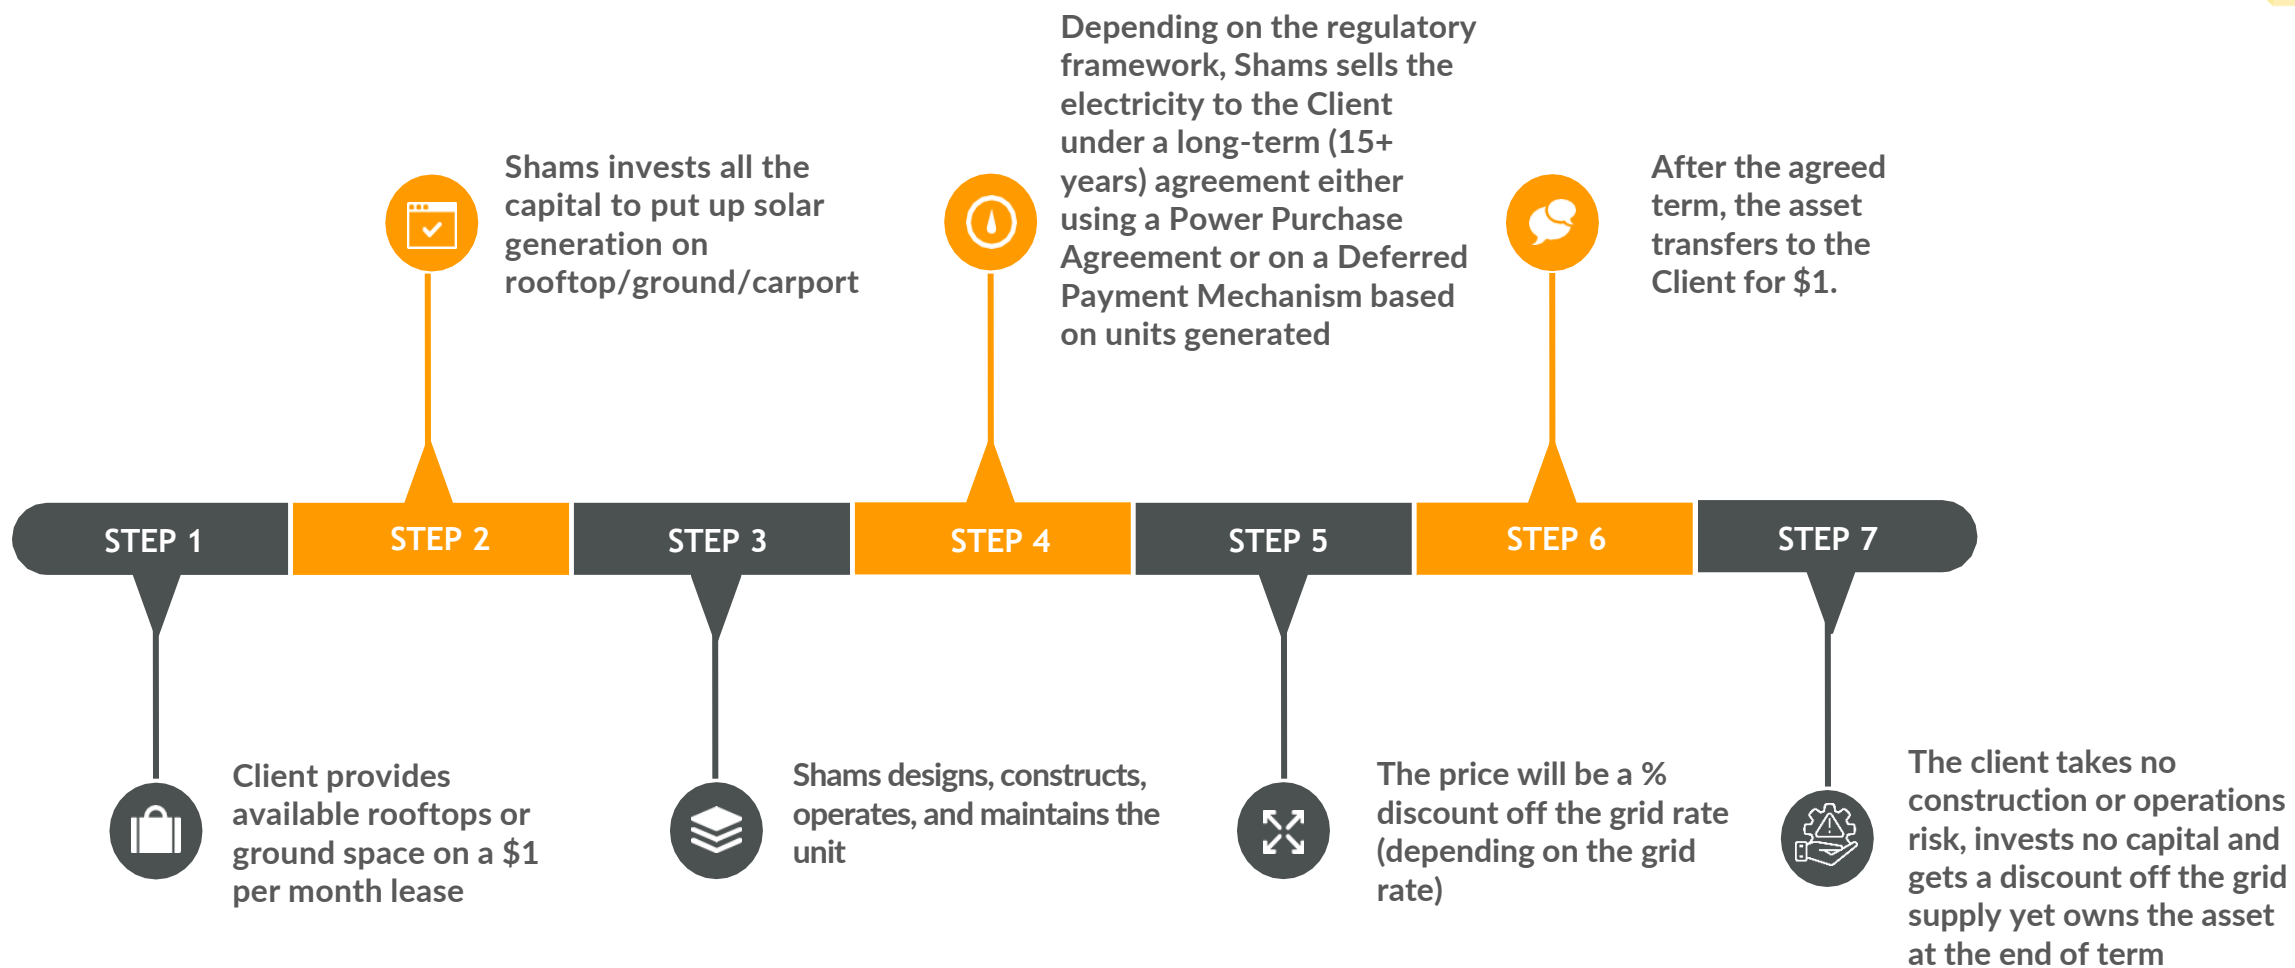 Depending on the regulatory
framework, Shams sells the
electricity to the Client
under a long-term (15+
years) agreement either
using a Power Purchase
Agreement or on a Deferred
Payment Mechanism based
on units generated
Shams invests all the
capital to put up solar
generation on
rooftop/ground/carport
After the agreed
term, the asset
transfers to the
Client for $1.
STEP 1
STEP 2
STEP 3
STEP 4
STEP 5
STEP 6
STEP 7
Client provides
available rooftops or
ground space on a $1
per month lease
Shams designs, constructs,
operates, and maintains the
unit
The price will be a %
discount off the grid rate
(depending on the grid
rate)
The client takes no
construction or operations
risk, invests no capital and
gets a discount off the grid
supply yet owns the asset
at the end of term